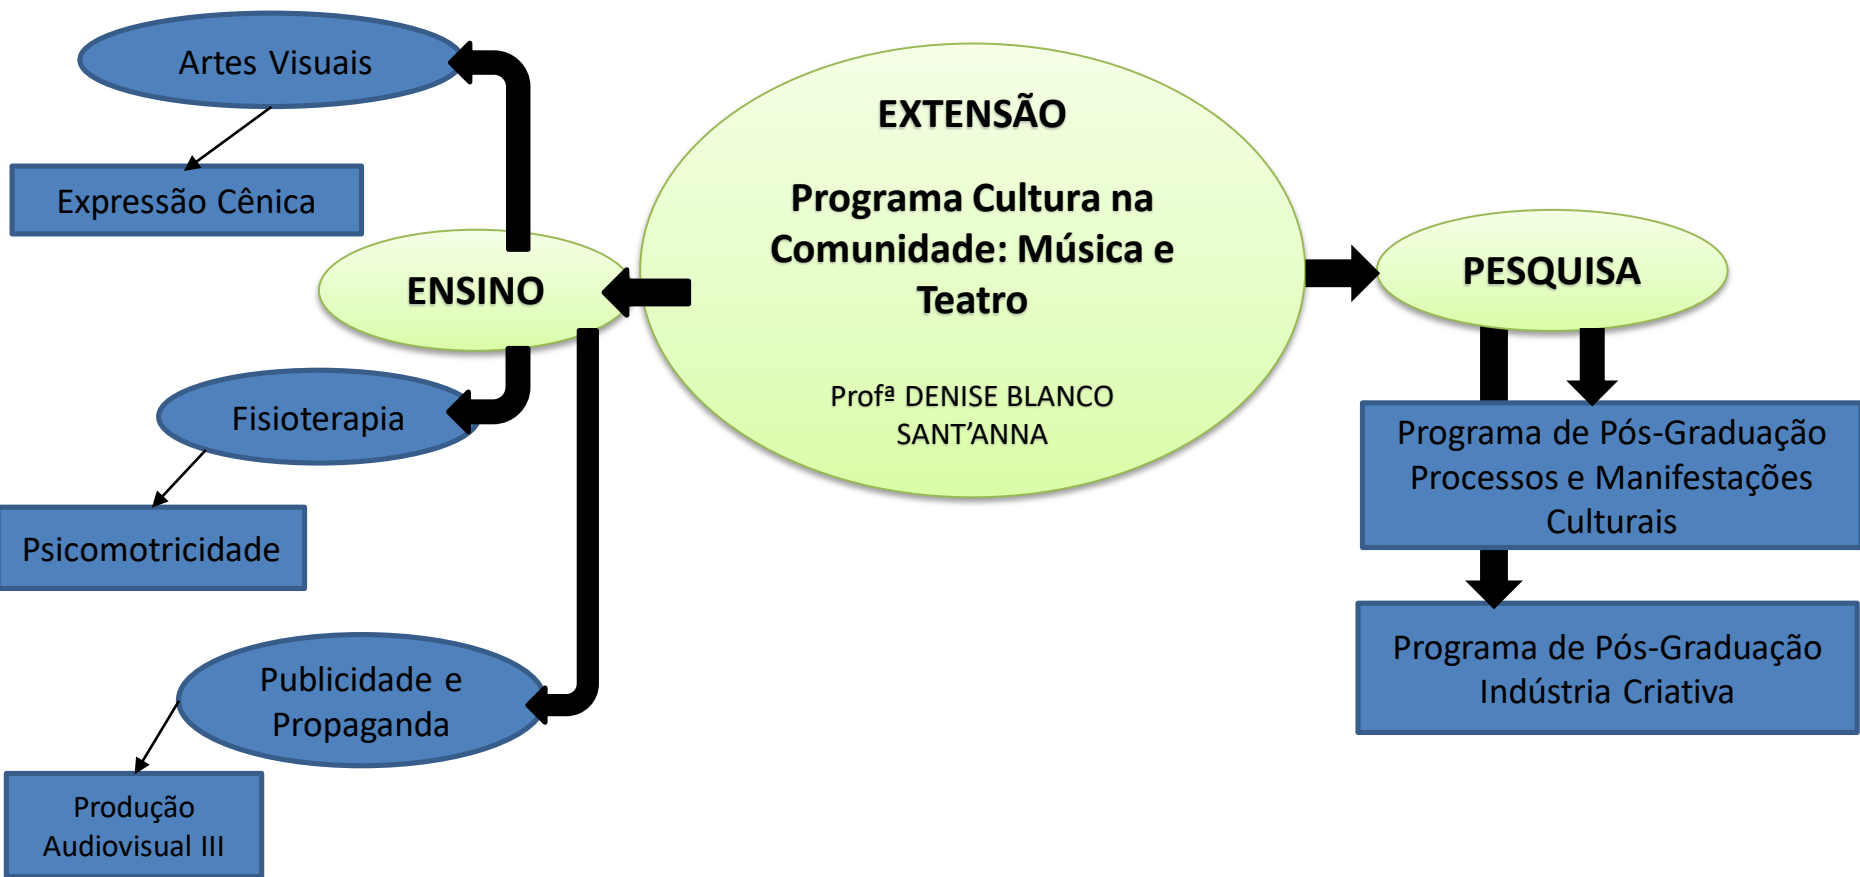 Artes Visuais
Expressão Cênica
ENSINO
Fisioterapia
Psicomotricidade
Publicidade e
Propaganda
Produção
Audiovisual III
EXTENSÃO
Programa Cultura na
Comunidade: Música e
Teatro
Profª DENISE BLANCO
SANT’ANNA
PESQUISA
Programa de Pós-Graduação
Processos e Manifestações
Culturais
Programa de Pós-Graduação
Indústria Criativa